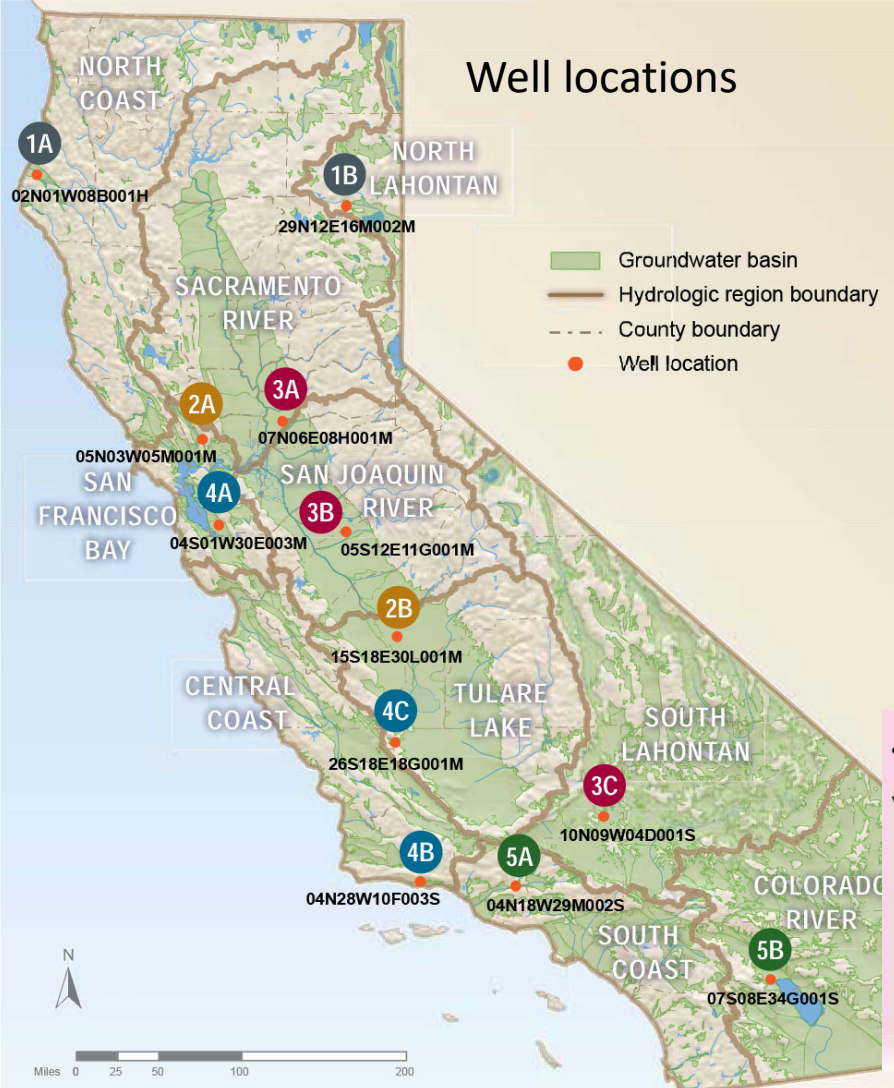 Well locations
NORTH
COAST
1A
02N01W08B001H
1B
NORTH
LAHONTAN
29N12E16M002M
Groundwater basin
Hydrologic region boundary
County boundary
Well location
SACRAMENTO
RIVER
2A
05N03W05M001M
3A
07N06E08H001M
SAN
FRANCISCO
BAY
4A
04S01W30E003M
SAN JOAQUIN
RIVER
3B
05S12E11G001M
2B
15S18E30L001M
CENTRAL
COAST
4C
26S18E18G001M
TULARE
LAKE
SOUTH
LAHONTAN
3C
10N09W04D001S
4B
04N28W10F003S
5A
04N18W29M002S
SOUTH
COAST
COLORADO
RIVER
5B
07S08E34G001S
N
Miles 0 25 50 100 200